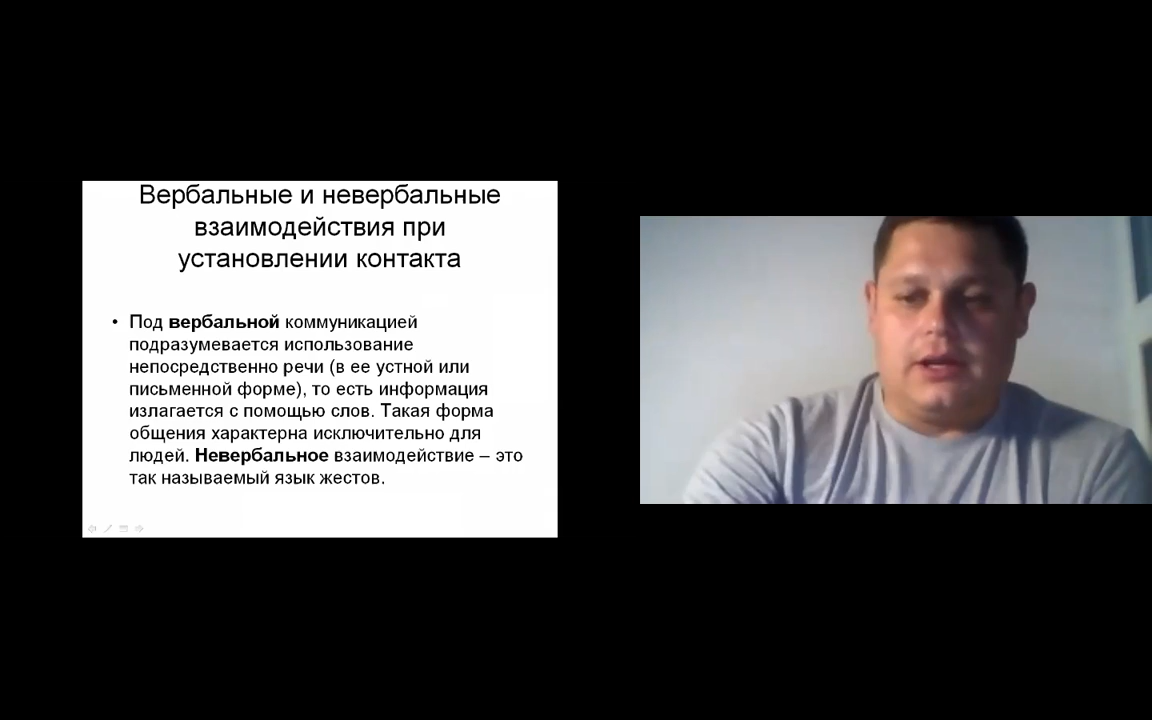 Вербальные и невербальные
взаимодействия при
установлении контакта
• Под вербальной коммуникацией
подразумевается использование
непосредственно речи (в ее устной или
письменной форме), то есть информация
излагается с помощью слов. Такая форма
общения характерна исключительно для
людей. Невербальное взаимодействие – это
так называемый язык жестов.